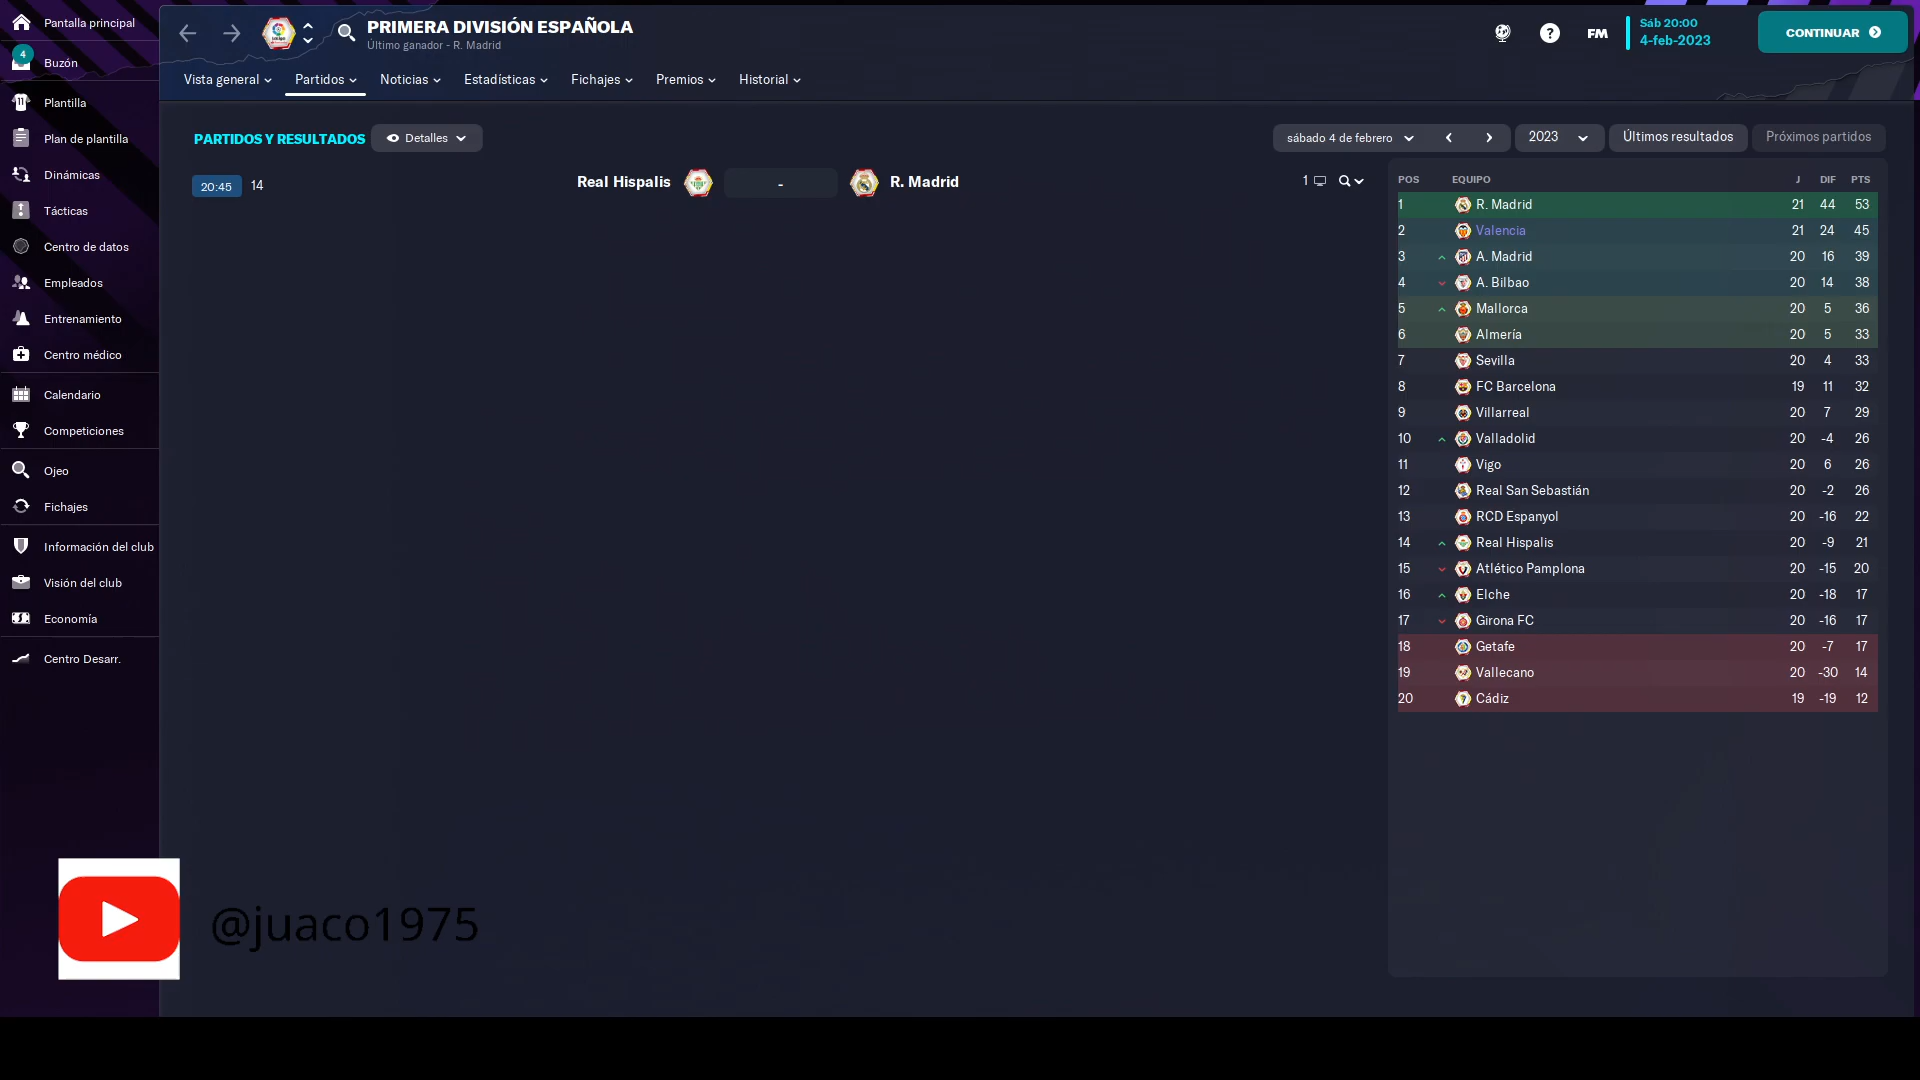 Pantalla principal
4
Buzón
Plantilla
Plan de plantilla
Dinámicas
Tácticas
Centro de datos
Empleados
Entrenamiento
Centro médico
Calendario
Competiciones
Ojeo
Fichajes
Información del club
Visión del club
Economía
Centro Desarr.
PRIMERA DIVISIÓN ESPAÑOLA
Último ganador - R. Madrid
FM
Sáb 20:00
4-feb-2023
CONTINUAR
Vista general Partidos Noticias Estadísticas Fichajes Premios Historial
PARTIDOS Y RESULTADOS Detalles
sábado 4 de febrero 2023 Últimos resultados Próximos partidos
20:45 14 Real Hispalis - R. Madrid 1
POS EQUIPO J DIF PTS
1 R. Madrid 21 44 53
2 Valencia 21 24 45
3 A. Madrid 20 16 39
4 A. Bilbao 20 14 38
5 Mallorca 20 5 36
6 Almería 20 5 33
7 Sevilla 20 4 33
8 FC Barcelona 19 11 32
9 Villarreal 20 7 29
10 Valladolid 20 -4 26
11 Vigo 20 6 26
12 Real San Sebastián 20 -2 26
13 RCD Espanyol 20 -16 22
14 Real Hispalis 20 -9 21
15 Atlético Pamplona 20 -15 20
16 Elche 20 -18 17
17 Girona FC 20 -16 17
18 Getafe 20 -7 17
19 Vallecano 20 -30 14
20 Cádiz 19 -19 12
@juaco1975